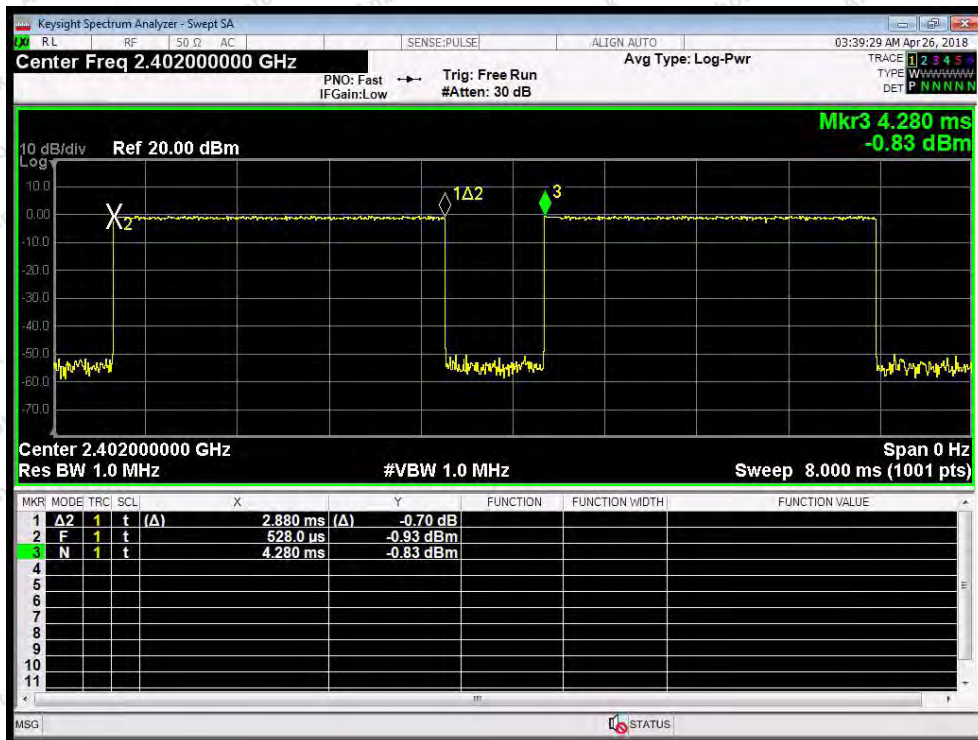 Keysight Spectrum Analyzer - Swept SA
LXI RL RF 50 Ω AC SENSE:PULSE ALIGN AUTO 03:39:29 AM Apr 26, 2018
Center Freq 2.402000000 GHz Avg Type: Log-Pwr TRACE 1 2 3 4 5 6
PNO: Fast Trig: Free Run TYPE WWWWWW
IFGain:Low #Atten: 30 dB DET P N N N N N
Mkr3 4.280 ms
10 dB/div Ref 20.00 dBm -0.83 dBm
Log
10.0
0.00
-10.0
-20.0
-30.0
-40.0
-50.0
-60.0
-70.0
X2 1Δ2 3
Center 2.402000000 GHz Span 0 Hz
Res BW 1.0 MHz #VBW 1.0 MHz Sweep 8.000 ms (1001 pts)
MKR MODE TRC SCL X Y FUNCTION FUNCTION WIDTH FUNCTION VALUE
1 Δ2 1 t (Δ) 2.880 ms (Δ) -0.70 dB
2 F 1 t 528.0 µs -0.93 dBm
3 N 1 t 4.280 ms -0.83 dBm
4
5
6
7
8
9
10
11
MSG STATUS